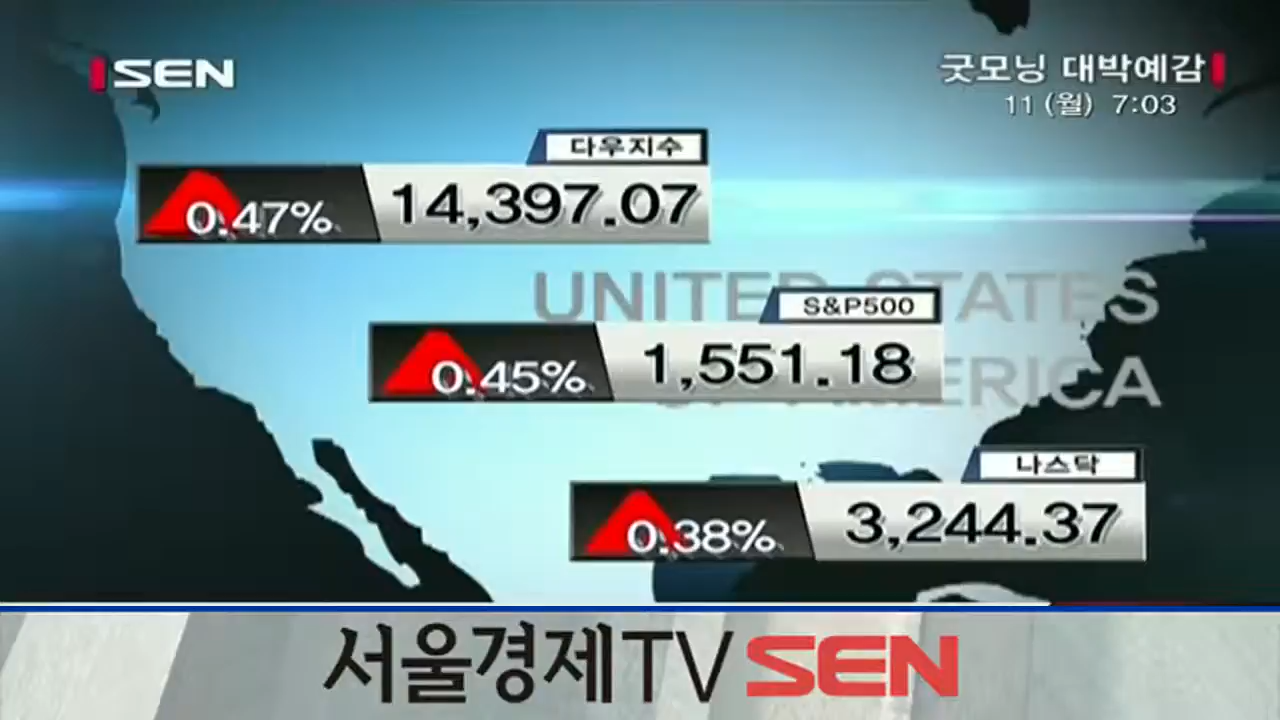 SEN
굿모닝 대박예감
11 (월) 7:03
다우지수
0.47% 14,397.07
UNITED STATES
S&P500
0.45% 1,551.18
OF AMERICA
나스닥
0.38% 3,244.37
서울경제TV SEN